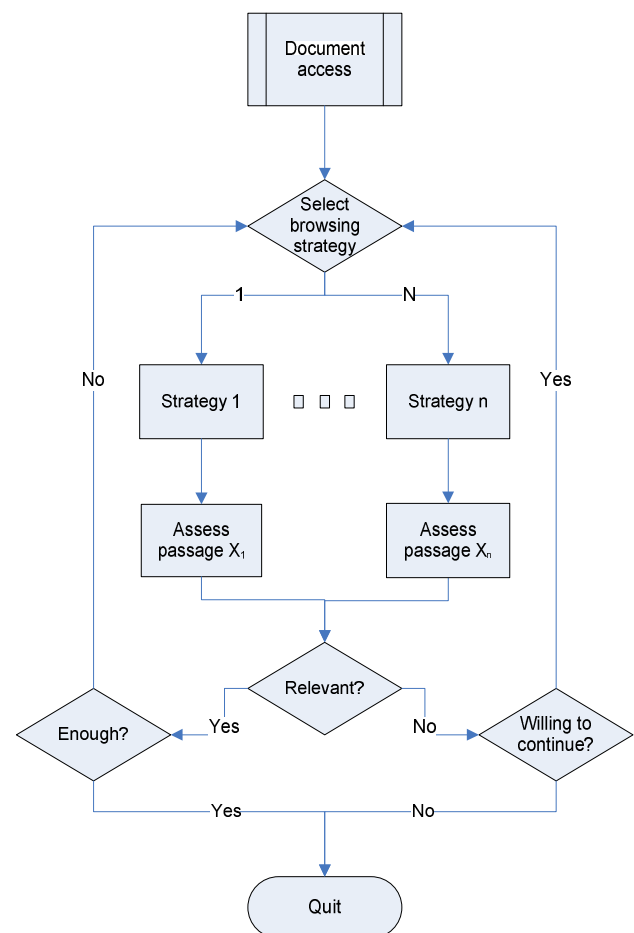 Document
access
Select
browsing
strategy
1
N
No
Yes
Strategy 1
Strategy n
Assess
passage X₁
Assess
passage Xₙ
Relevant?
Yes
No
Enough?
Willing to
continue?
Yes
No
Quit